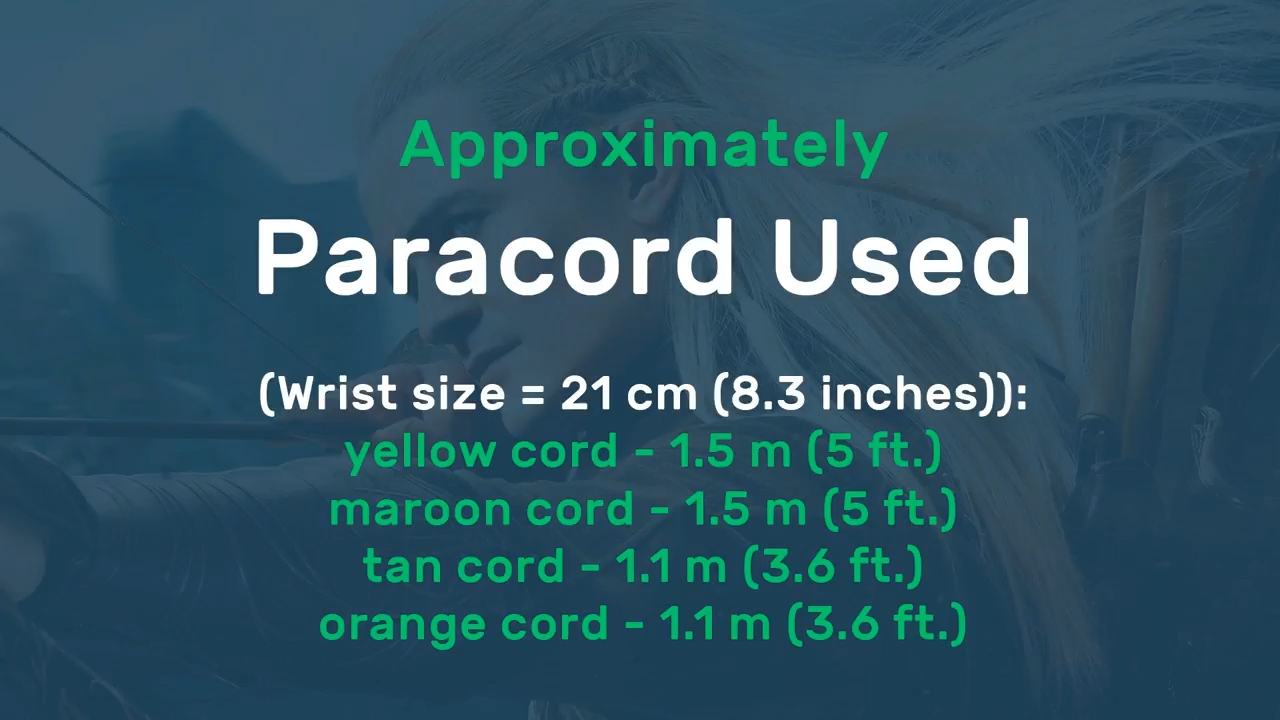 Approximately
Paracord Used
(Wrist size = 21 cm (8.3 inches)):
yellow cord - 1.5 m (5 ft.)
maroon cord - 1.5 m (5 ft.)
tan cord - 1.1 m (3.6 ft.)
orange cord - 1.1 m (3.6 ft.)